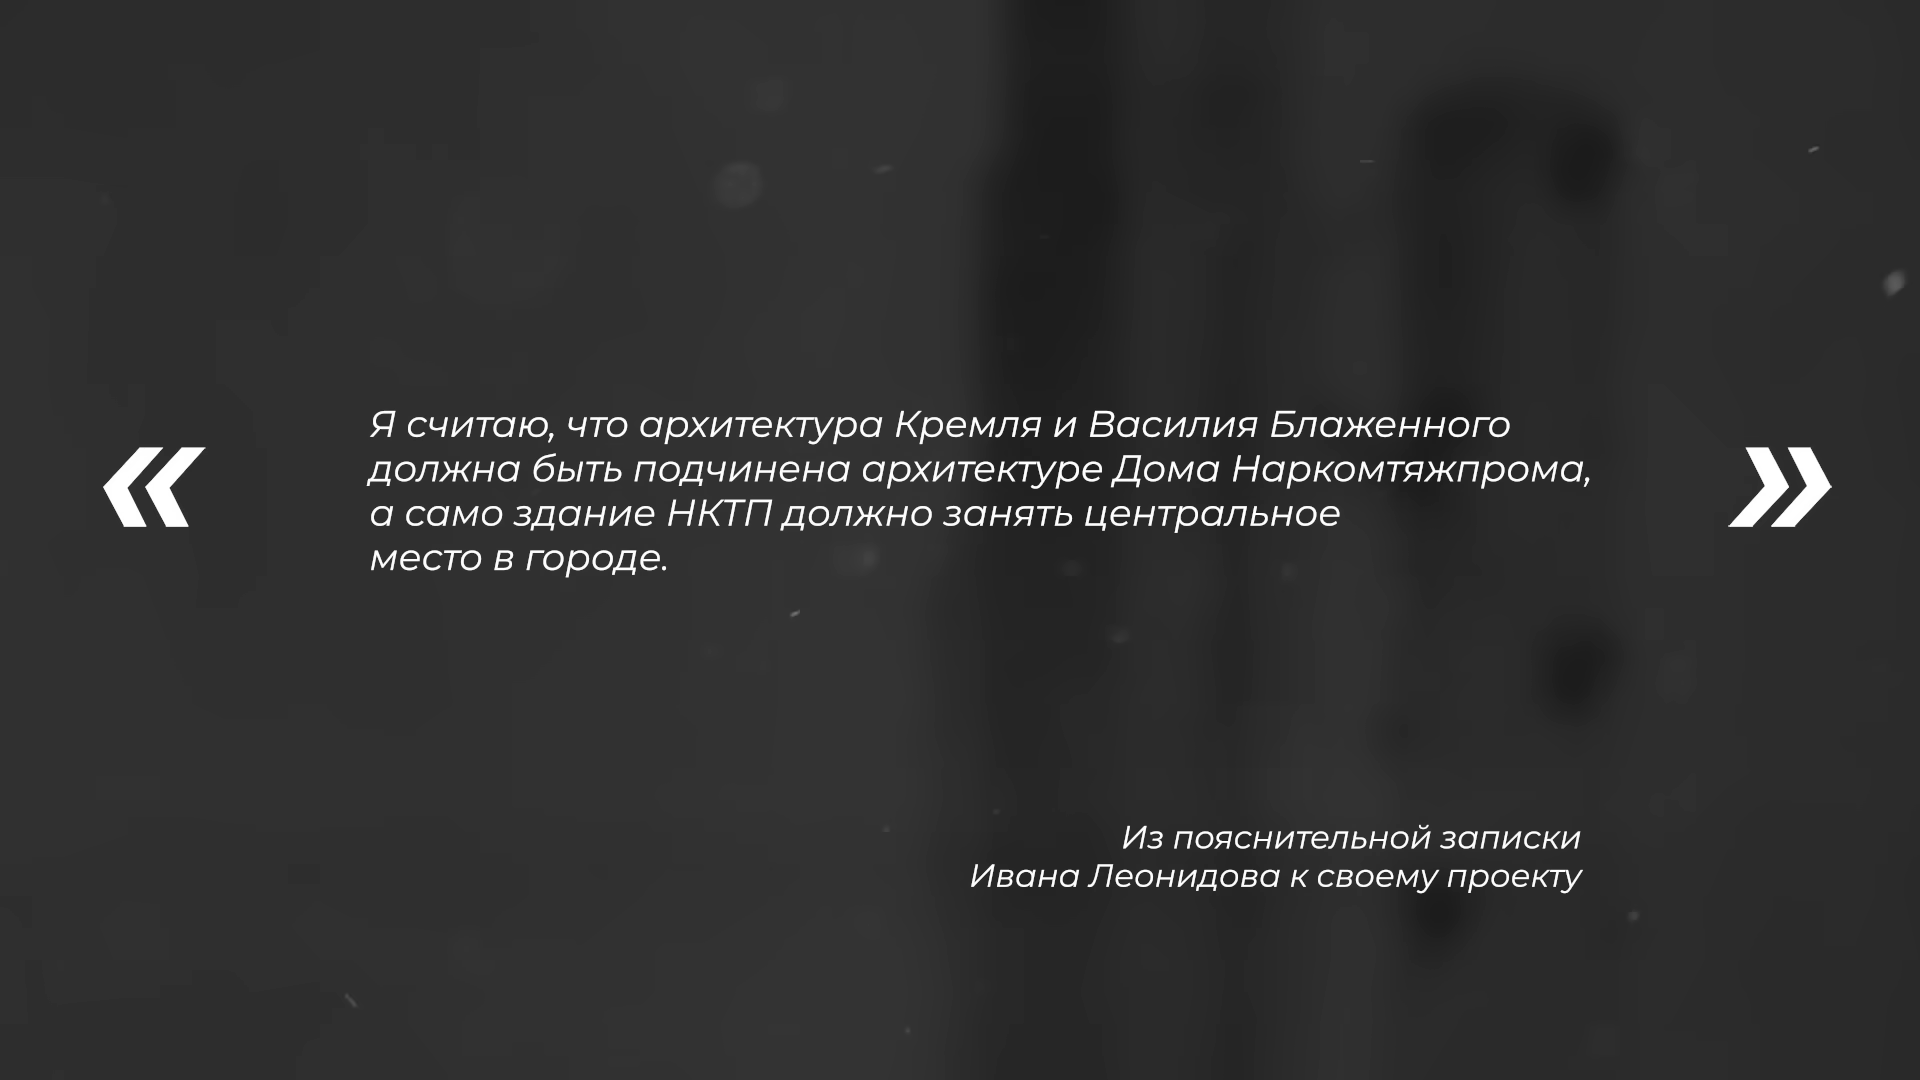 «
Я считаю, что архитектура Кремля и Василия Блаженного
должна быть подчинена архитектуре Дома Наркомтяжпрома,
а само здание НКТП должно занять центральное
место в городе.
»
Из пояснительной записки
Ивана Леонидова к своему проекту